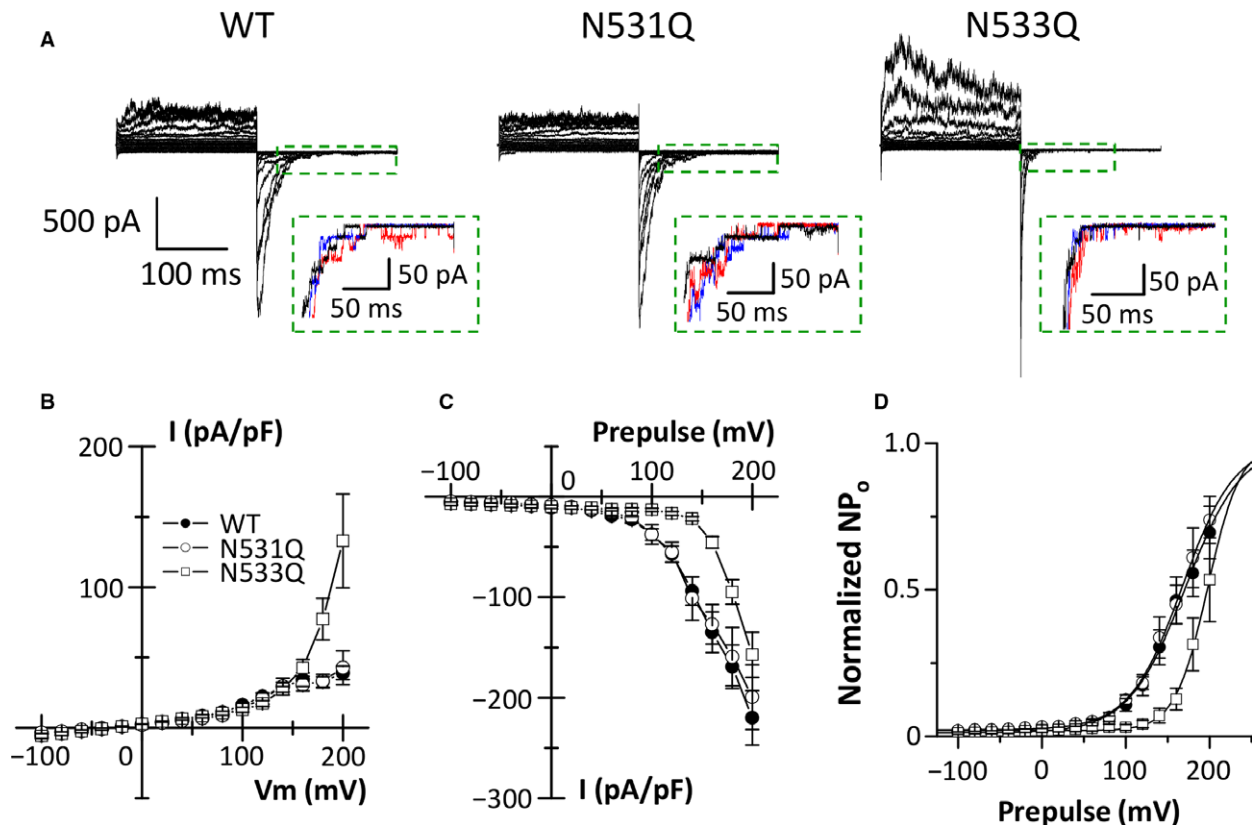 A
WT
N531Q
N533Q
500 pA
100 ms
50 pA
50 ms
50 pA
50 ms
50 pA
50 ms
B
I (pA/pF)
200
100
WT
N531Q
N533Q
−100
0
100
200
Vm (mV)
C
Prepulse (mV)
−100
0
100
200
−100
−200
−300
I (pA/pF)
D
Normalized NPo
1.0
0.5
0
−100
0
100
200
Prepulse (mV)